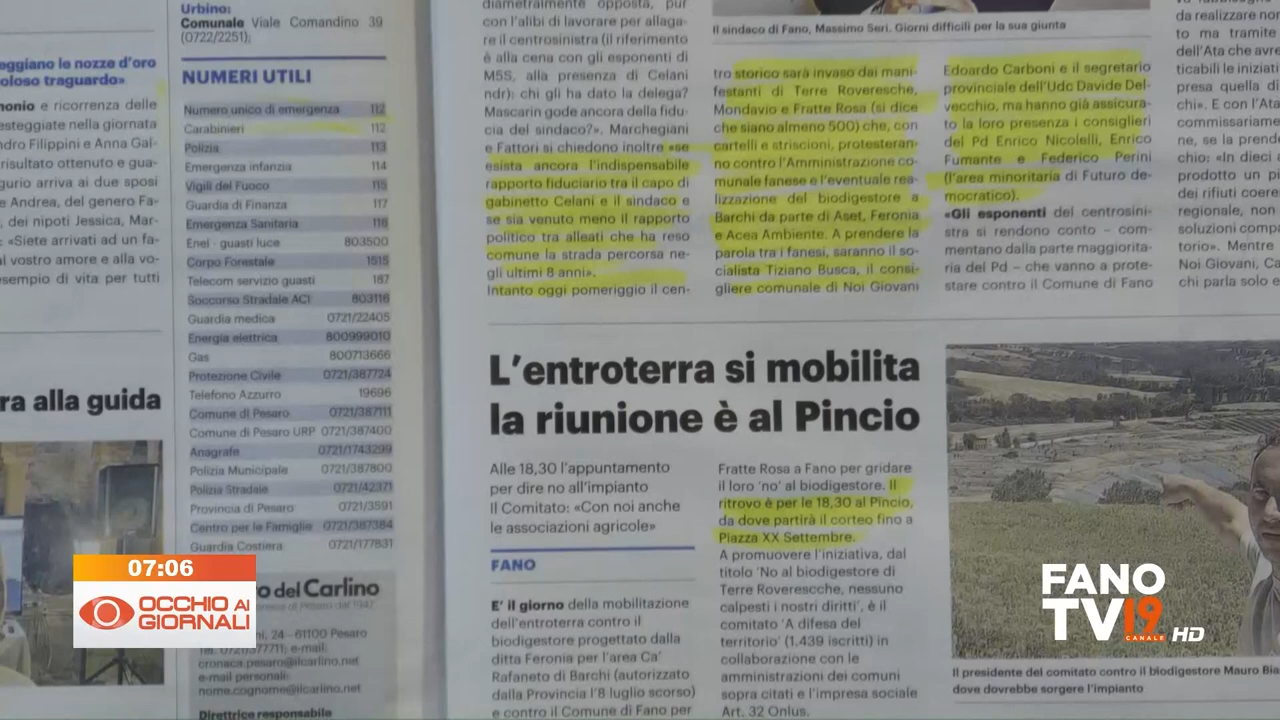 Urbino:
Comunale Viale Comandino 39
(0722/2251);
eggiano le nozze d'oro
oloso traguardo»
monio e ricorrenza delle
esteggiate nella giornata
ndro Filippini e Anna Gal-
risultato ottenuto e gua-
gurio arriva ai due sposi
e Andrea, del genero Fa-
, dei nipoti Jessica, Mar-
: «Siete arrivati ad un fa-
al vostro amore e alla vo-
esempio di vita per tutti
ra alla guida
NUMERI UTILI
Numero unico di emergenza 112
Carabinieri 112
Polizia 113
Emergenza infanzia 114
Vigili del Fuoco 115
Guardia di Finanza 117
Emergenza Sanitaria 118
Enel - guasti luce 803500
Corpo Forestale 1515
Telecom servizio guasti 187
Soccorso Stradale ACI 803116
Guardia medica 0721/22405
Energia elettrica 800999010
Gas 800713666
Protezione Civile 0721/387724
Telefono Azzurro 19696
Comune di Pesaro 0721/387111
Comune di Pesaro URP 0721/387400
Anagrafe 0721/1743299
Polizia Municipale 0721/387800
Polizia Stradale 0721/42371
Provincia di Pesaro 0721/3591
Centro per le Famiglie 0721/387384
Guardia Costiera 0721/177831
o del Carlino
ni, 24 - 61100 Pesaro
e-mail:
cronaca.pesaro@ilcarlino.net
e-mail personali:
nome.cognome@ilcarlino.net
Direttrice responsabile
diametralmente opposta, pur
con l'alibi di lavorare per allaga-
re il centrosinistra (il riferimento
è alla cena con gli esponenti di
M5S, alla presenza di Celani
ndr): chi gli ha dato la delega?
Mascarin gode ancora della fidu-
cia del sindaco?». Marchegiani
e Fattori si chiedono inoltre «se
esista ancora l'indispensabile
rapporto fiduciario tra il capo di
gabinetto Celani e il sindaco e
se sia venuto meno il rapporto
politico tra alleati che ha reso
comune la strada percorsa ne-
gli ultimi 8 anni».
Intanto oggi pomeriggio il cen-
Il sindaco di Fano, Massimo Seri. Giorni difficili per la sua giunta
tro storico sarà invaso dai mani-
festanti di Terre Roveresche,
Mondavio e Fratte Rosa (si dice
che siano almeno 500) che, con
cartelli e striscioni, protesteran-
no contro l'Amministrazione co-
munale fanese e l'eventuale rea-
lizzazione del biodigestore a
Barchi da parte di Aset, Feronia
e Acea Ambiente. A prendere la
parola tra i fanesi, saranno il so-
cialista Tiziano Busca, il consi-
gliere comunale di Noi Giovani
Edoardo Carboni e il segretario
provinciale dell'Udc Davide Del-
vecchio, ma hanno già assicura-
to la loro presenza i consiglieri
del Pd Enrico Nicolelli, Enrico
Fumante e Federico Perini
(l'area minoritaria di Futuro de-
mocratico).
«Gli esponenti del centrosini-
stra si rendono conto – com-
mentano dalla parte maggiorita-
ria del Pd – che vanno a prote-
stare contro il Comune di Fano
da realizzare non
to ma tramite
dell'Ata che avre
ticabili le iniziati
presa quella di
chi». E con l'Ata
commissariame
ne, se la prende
chio: «In dieci
prodotto un pi
dei rifiuti coere
regionale, non
soluzioni compa
torio». Mentre
Noi Giovani, Ca
chi parla solo e
L'entroterra si mobilita
la riunione è al Pincio
Alle 18,30 l'appuntamento
per dire no all'impianto
Il Comitato: «Con noi anche
le associazioni agricole»
FANO
E' il giorno della mobilitazione
dell'entroterra contro il
biodigestore progettato dalla
ditta Feronia per l'area Ca'
Rafaneto di Barchi (autorizzato
dalla Provincia l'8 luglio scorso)
e contro il Comune di Fano per
Fratte Rosa a Fano per gridare
il loro 'no' al biodigestore. Il
ritrovo è per le 18,30 al Pincio,
da dove partirà il corteo fino a
Piazza XX Settembre.
A promuovere l'iniziativa, dal
titolo 'No al biodigestore di
Terre Roverescche, nessuno
calpesti i nostri diritti', è il
comitato 'A difesa del
territorio' (1.439 iscritti) in
collaborazione con le
amministrazioni dei comuni
sopra citati e l'impresa sociale
Art. 32 Onlus.
Il presidente del comitato contro il biodigestore Mauro Bia
dove dovrebbe sorgere l'impianto
07:06
OCCHIO AI
GIORNALI
FANO
TV19
CANALE HD